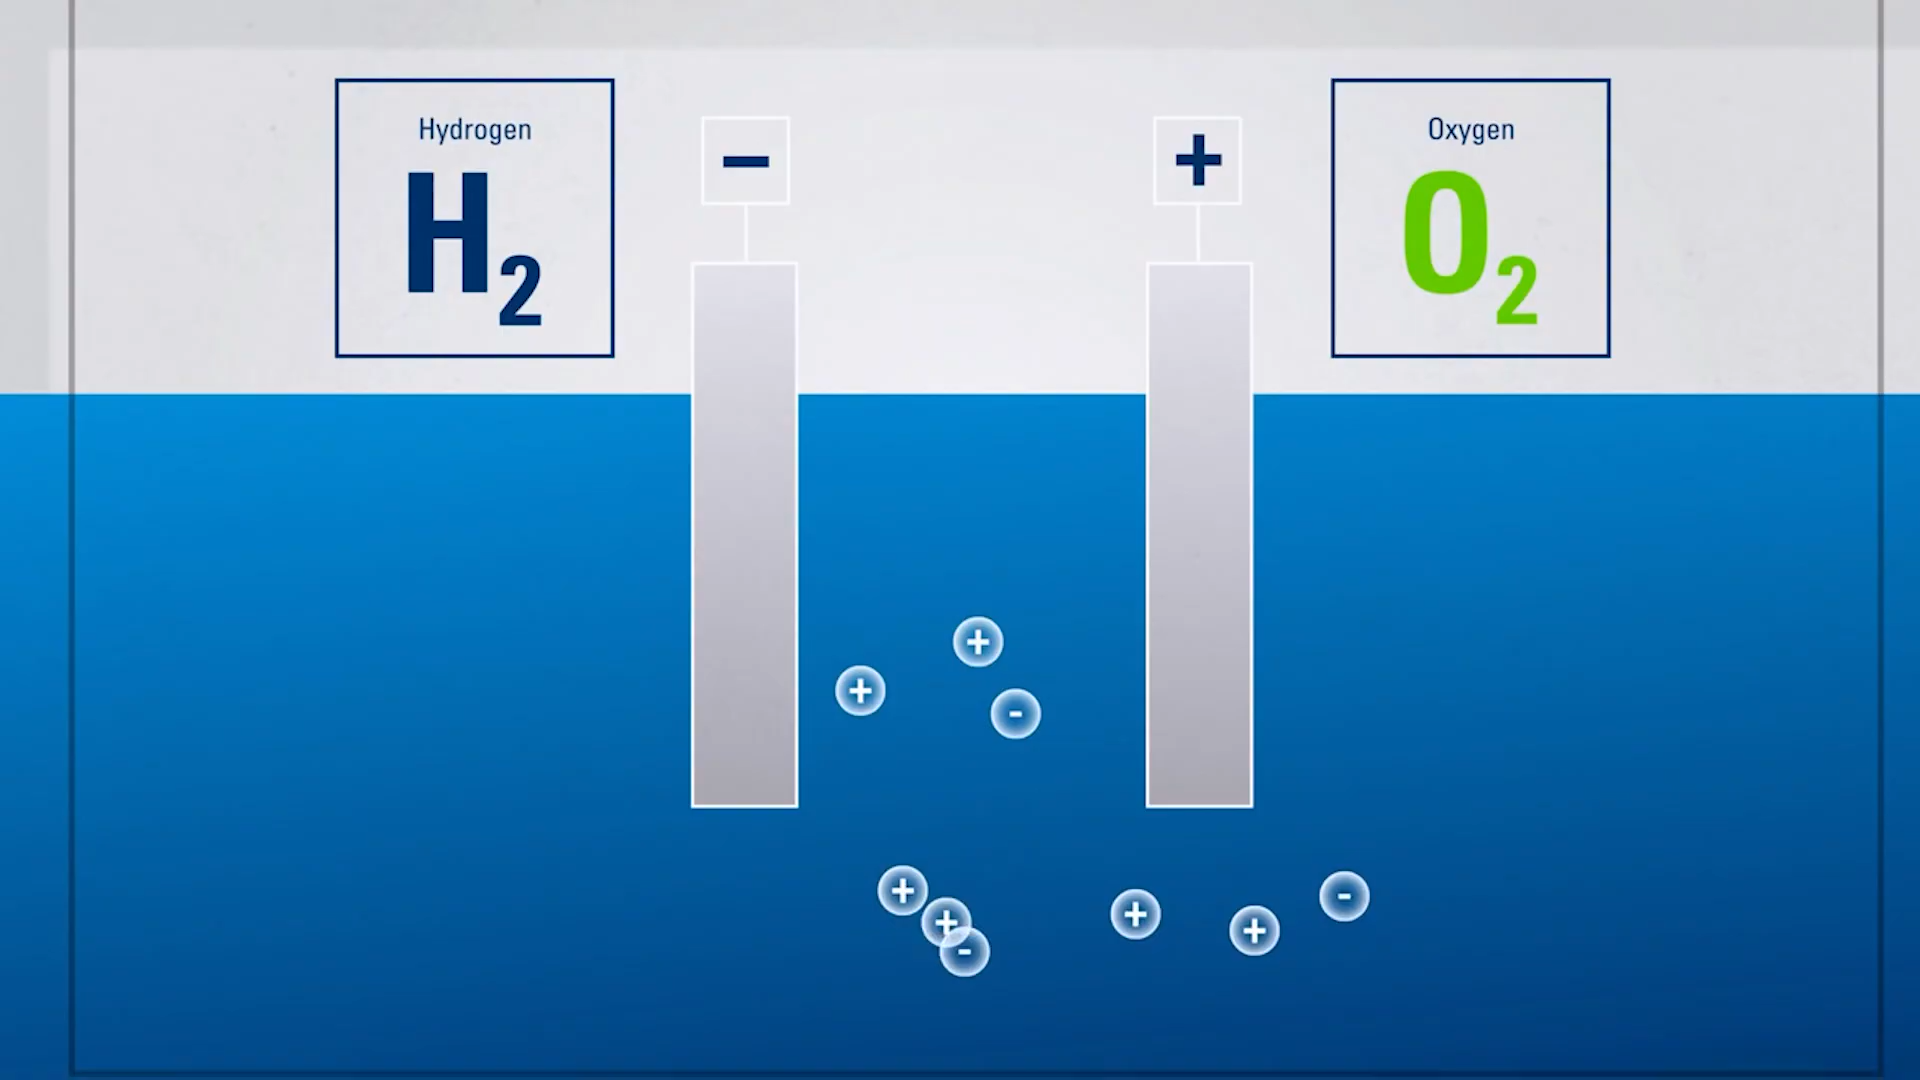 Hydrogen
H2
−
+
Oxygen
O2
+
+
-
+
+
-
+
+
-